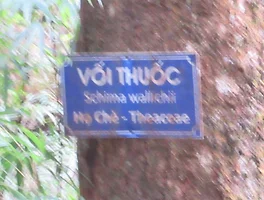 VỐI THUỐC
Schima wallichii
Họ Chè - Theaceae